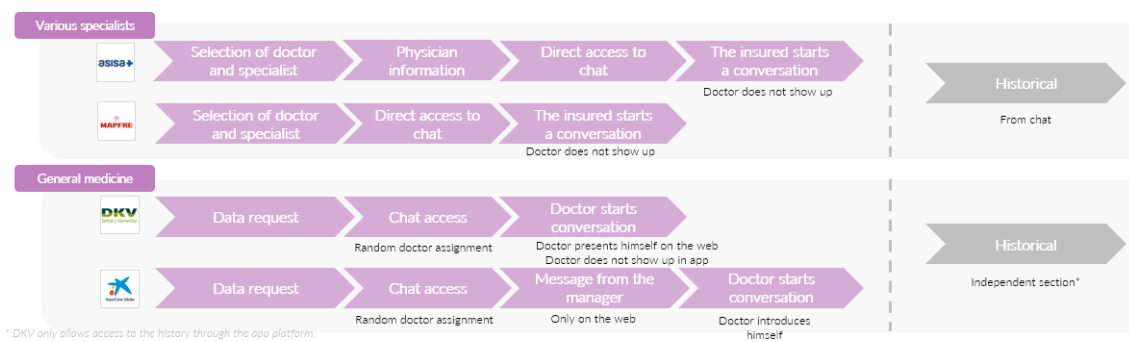 Various specialists
asisa+
Selection of doctor
and specialist
Physician
information
Direct access to
chat
The insured starts
a conversation
Doctor does not show up
MAPFRE
Selection of doctor
and specialist
Direct access to
chat
The insured starts
a conversation
Doctor does not show up
Historical
From chat
General medicine
DKV
Salud y bienestar
Data request
Chat access
Random doctor assignment
Doctor starts
conversation
Doctor presents himself on the web
Doctor does not show up in app
SegurCaixa Adeslas
Data request
Chat access
Random doctor assignment
Message from the
manager
Only on the web
Doctor starts
conversation
Doctor introduces
himself
Historical
Independent section*
* DKV only allows access to the history through the app platform.